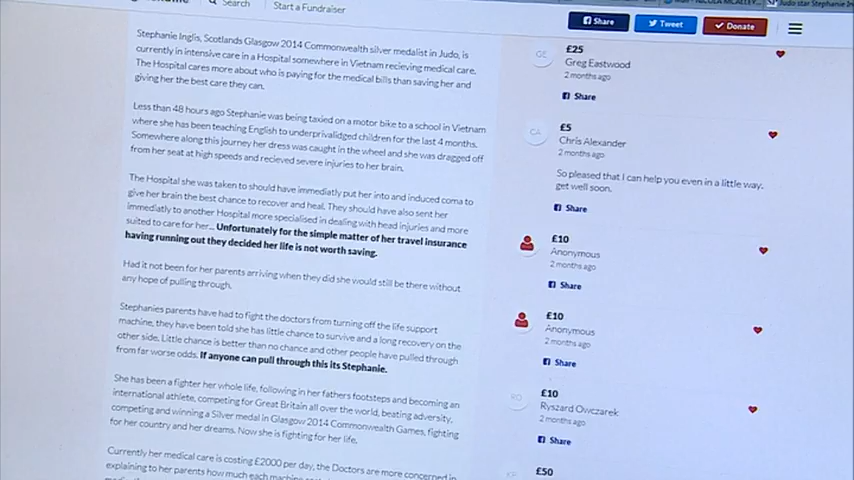 Search
Start a Fundraiser
Judo star Stephanie In
Share
Tweet
Donate
Stephanie Inglis, Scotlands Glasgow 2014 Commonwealth silver medalist in Judo, is
currently in intensive care in a Hospital somewhere in Vietnam recieving medical care.
The Hospital cares more about who is paying for the medical bills than saving her and
giving her the best care they can.
Less than 48 hours ago Stephanie was being taxied on a motor bike to a school in Vietnam
where she has been teaching English to underprivalidged children for the last 4 months.
Somewhere along this journey her dress was caught in the wheel and she was dragged off
from her seat at high speeds and recieved severe injuries to her brain.
The Hospital she was taken to should have immediatly put her into and induced coma to
give her brain the best chance to recover and heal. They should have also sent her
immediatly to another Hospital more specialised in dealing with head injuries and more
suited to care for her... Unfortunately for the simple matter of her travel insurance
having running out they decided her life is not worth saving.
Had it not been for her parents arriving when they did she would still be there without
any hope of pulling through.
Stephanies parents have had to fight the doctors from turning off the life support
machine, they have been told she has little chance to survive and a long recovery on the
other side. Little chance is better than no chance and other people have pulled through
from far worse odds. If anyone can pull through this its Stephanie.
She has been a fighter her whole life, following in her fathers footsteps and becoming an
international athlete, competing for Great Britain all over the world, beating adversity,
competing and winning a Silver medal in Glasgow 2014 Commonwealth Games, fighting
for her country and her dreams. Now she is fighting for her life.
Currently her medical care is costing £2000 per day, the Doctors are more concerned in
explaining to her parents how much each
GE
£25
Greg Eastwood
2 months ago
Share
CA
£5
Chris Alexander
2 months ago
So pleased that I can help you even in a little way.
get well soon.
Share
£10
Anonymous
2 months ago
Share
£10
Anonymous
2 months ago
Share
RO
£10
Ryszard Owczarek
2 months ago
Share
£50